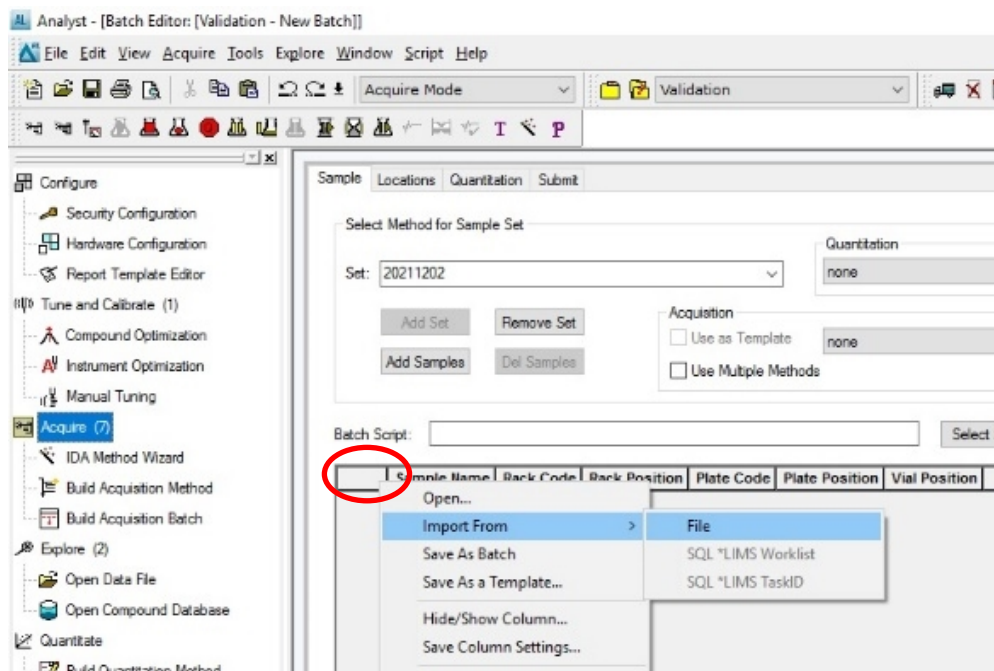 Analyst - [Batch Editor: [Validation - New Batch]]
File Edit View Acquire Tools Explore Window Script Help
Acquire Mode Validation
T P
Configure
Security Configuration
Hardware Configuration
Report Template Editor
Tune and Calibrate (1)
Compound Optimization
Instrument Optimization
Manual Tuning
Acquire (7)
IDA Method Wizard
Build Acquisition Method
Build Acquisition Batch
Explore (2)
Open Data File
Open Compound Database
Quantitate
Build Quantitation Method
Sample Locations Quantitation Submit
Select Method for Sample Set
Set: 20211202
Add Set Remove Set
Add Samples Del Samples
Quantitation
none
Acquisition
Use as Template none
Use Multiple Methods
Batch Script: Select
Sample Name Rack Code Rack Position Plate Code Plate Position Vial Position
Open...
Import From > File
Save As Batch SQL *LIMS Worklist
Save As a Template... SQL *LIMS TaskID
Hide/Show Column...
Save Column Settings...